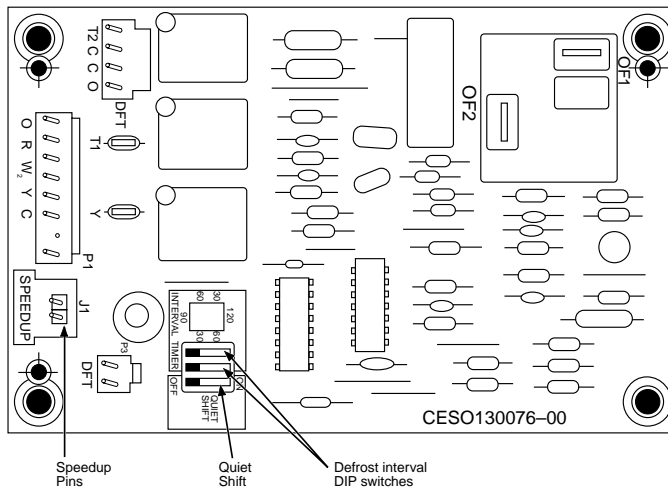 T2 C C O
DFT
T1
Y
O R W2 Y C
P1
SPEEDUP
J1
P3
DFT
OF1
OF2
INTERVAL TIMER
60 30
90 120
30 60
OFF
ON
QUIET
SHIFT
CESO130076–00
Speedup
Pins
Quiet
Shift
Defrost interval
DIP switches